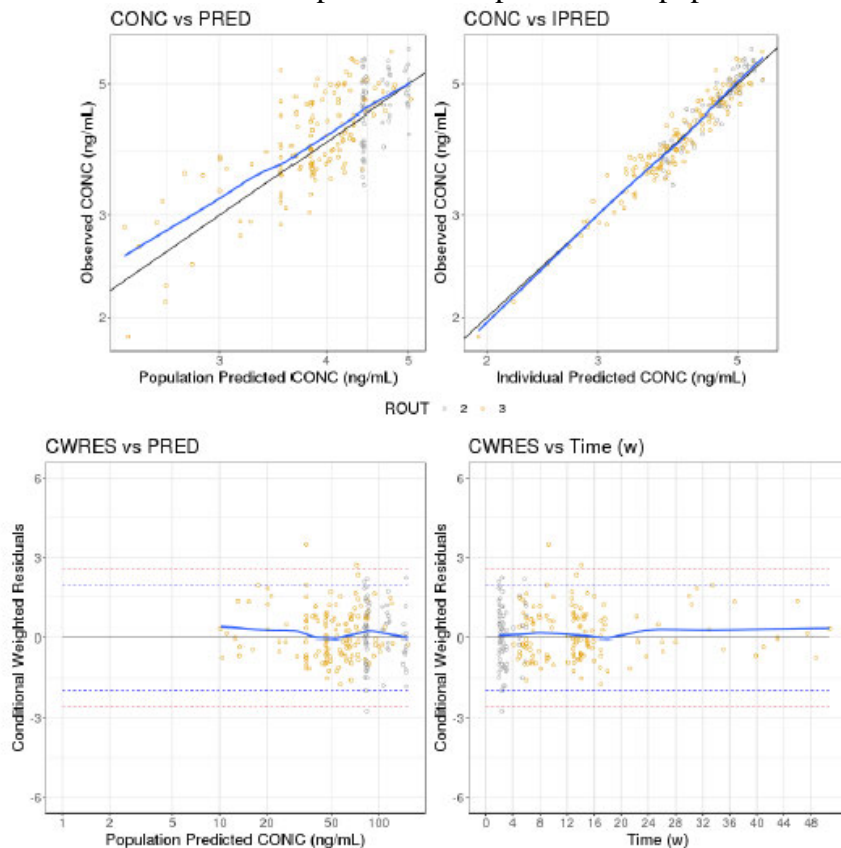 CONC vs PRED
CONC vs IPRED
Observed CONC (ng/mL)
5
3
2
3
4
5
Population Predicted CONC (ng/mL)
Observed CONC (ng/mL)
5
3
2
2
3
5
Individual Predicted CONC (ng/mL)
ROUT 2 3
CWRES vs PRED
CWRES vs Time (w)
Conditional Weighted Residuals
6
3
0
-3
-6
1
2
10
20
100
Population Predicted CONC (ng/mL)
Conditional Weighted Residuals
6
3
0
-3
-6
0 4 8 12 16 20 24 28 32 36 40 44 48
Time (w)